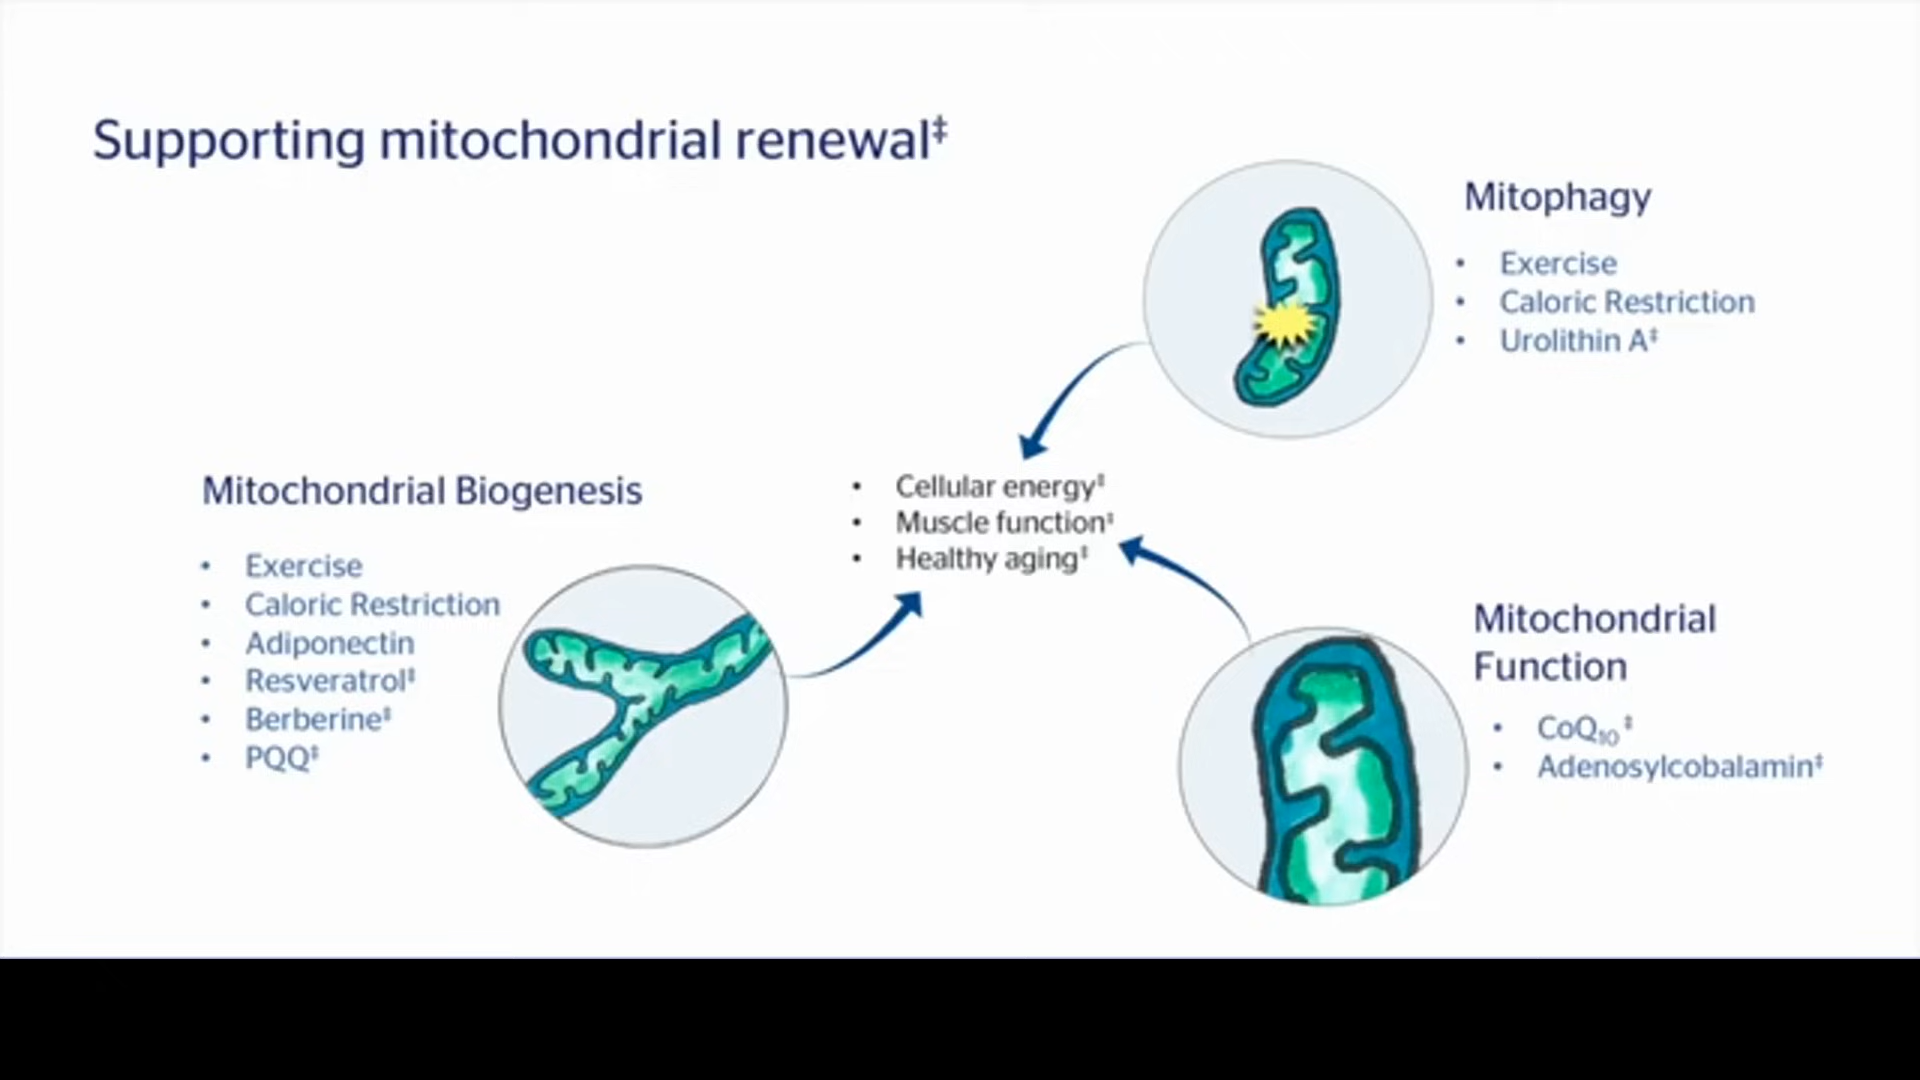 Supporting mitochondrial renewal‡
Mitophagy
• Exercise
• Caloric Restriction
• Urolithin A‡
• Cellular energy‡
• Muscle function‡
• Healthy aging‡
Mitochondrial Biogenesis
• Exercise
• Caloric Restriction
• Adiponectin
• Resveratrol‡
• Berberine‡
• PQQ‡
Mitochondrial
Function
• CoQ₁₀‡
• Adenosylcobalamin‡